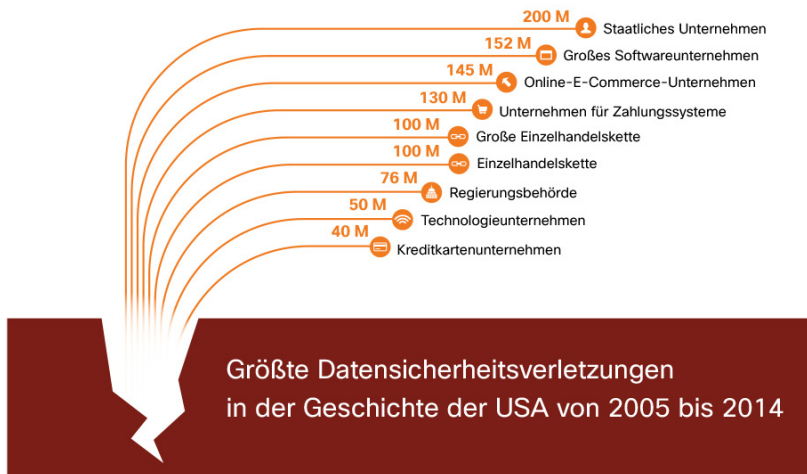 200 M Staatliches Unternehmen
152 M Großes Softwareunternehmen
145 M Online-E-Commerce-Unternehmen
130 M Unternehmen für Zahlungssysteme
100 M Große Einzelhandelskette
100 M Einzelhandelskette
76 M Regierungsbehörde
50 M Technologieunternehmen
40 M Kreditkartenunternehmen
Größte Datensicherheitsverletzungen
in der Geschichte der USA von 2005 bis 2014